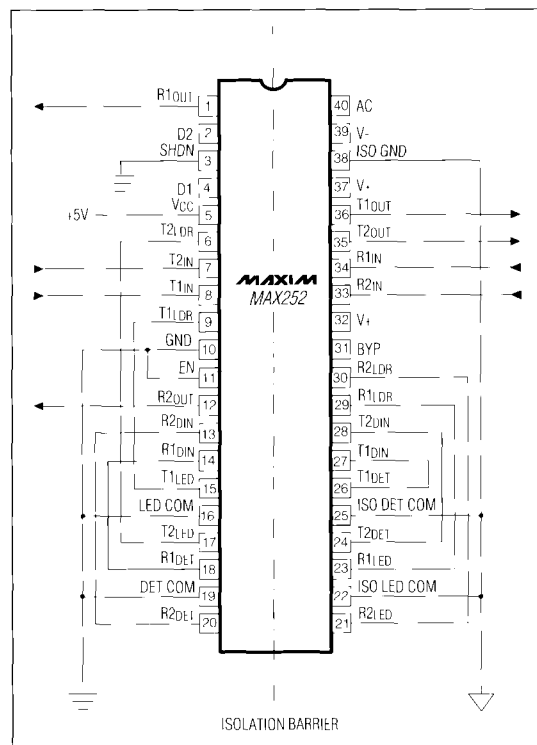 R1OUT 1 40 AC
D2 2 39 V-
SHDN 3 38 ISO GND
D1 4 37 V+
+5V VCC 5 36 T1OUT
T2LDR 6 35 T2OUT
T2IN 7 34 R1IN
T1IN 8 33 R2IN
MAXIM
MAX252
T1LDR 9 32 V+
GND 10 31 BYP
EN 11 30 R2LDR
R2OUT 12 29 R1LDR
R2DIN 13 28 T2DIN
R1DIN 14 27 T1DIN
T1LED 15 26 T1DET
LED COM 16 25 ISO DET COM
T2LED 17 24 T2DET
R1DET 18 23 R1LED
DET COM 19 22 ISO LED COM
R2DET 20 21 R2LED
ISOLATION BARRIER